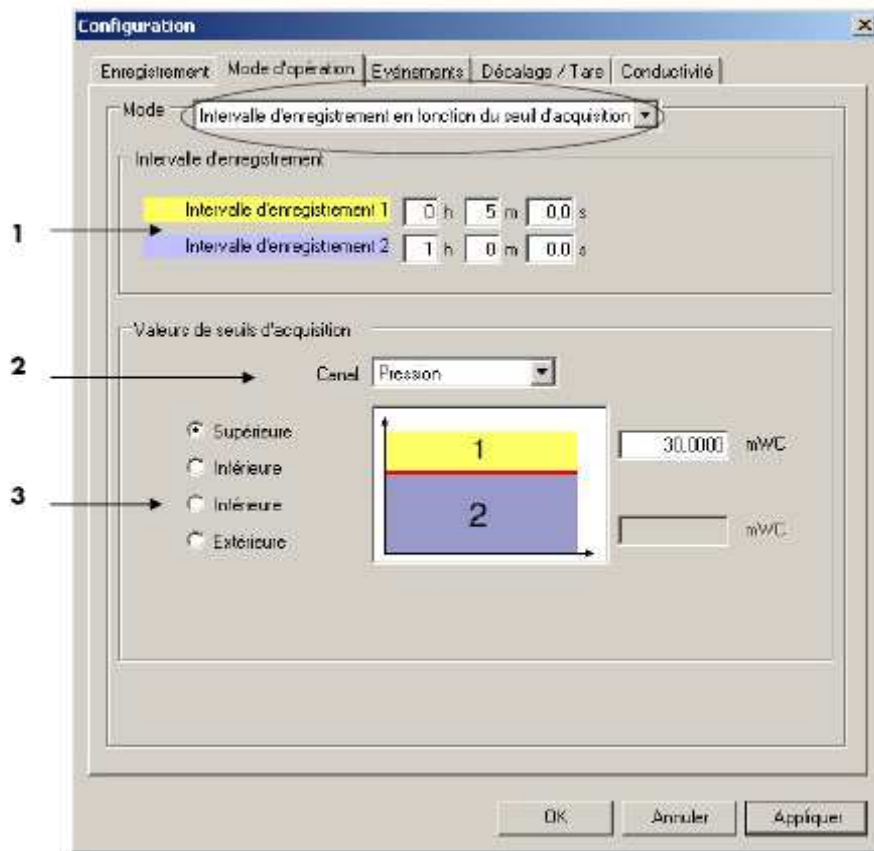 Configuration
Enregistrement Mode d'opération Evénements Décalage / Tare Conductivité
Mode Intervalle d'enregistrement en fonction du seuil d'acquisition
Intervalle d'enregistrement
1
Intervalle d'enregistrement 1 0 h 5 m 0,0 s
Intervalle d'enregistrement 2 1 h 0 m 0,0 s
Valeurs de seuils d'acquisition
2
Canal Pression
3
Supérieure
Inférieure
Intérieure
Extérieure
1
2
30,0000 mWC
mWC
OK Annuler Appliquer